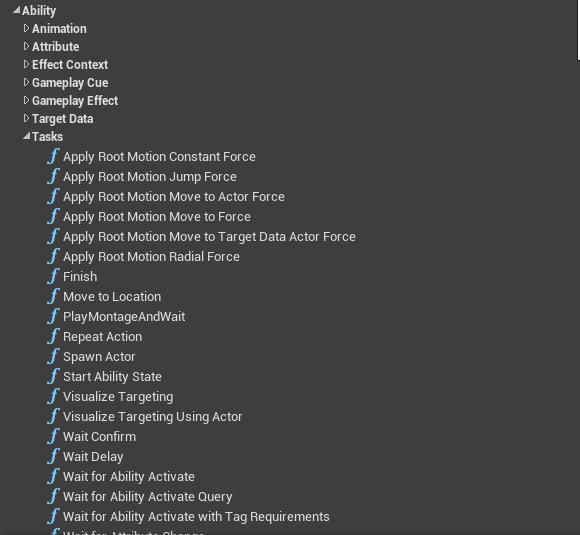 Ability
Animation
Attribute
Effect Context
Gameplay Cue
Gameplay Effect
Target Data
Tasks
Apply Root Motion Constant Force
Apply Root Motion Jump Force
Apply Root Motion Move to Actor Force
Apply Root Motion Move to Force
Apply Root Motion Move to Target Data Actor Force
Apply Root Motion Radial Force
Finish
Move to Location
PlayMontageAndWait
Repeat Action
Spawn Actor
Start Ability State
Visualize Targeting
Visualize Targeting Using Actor
Wait Confirm
Wait Delay
Wait for Ability Activate
Wait for Ability Activate Query
Wait for Ability Activate with Tag Requirements
Wait for Attribute Change